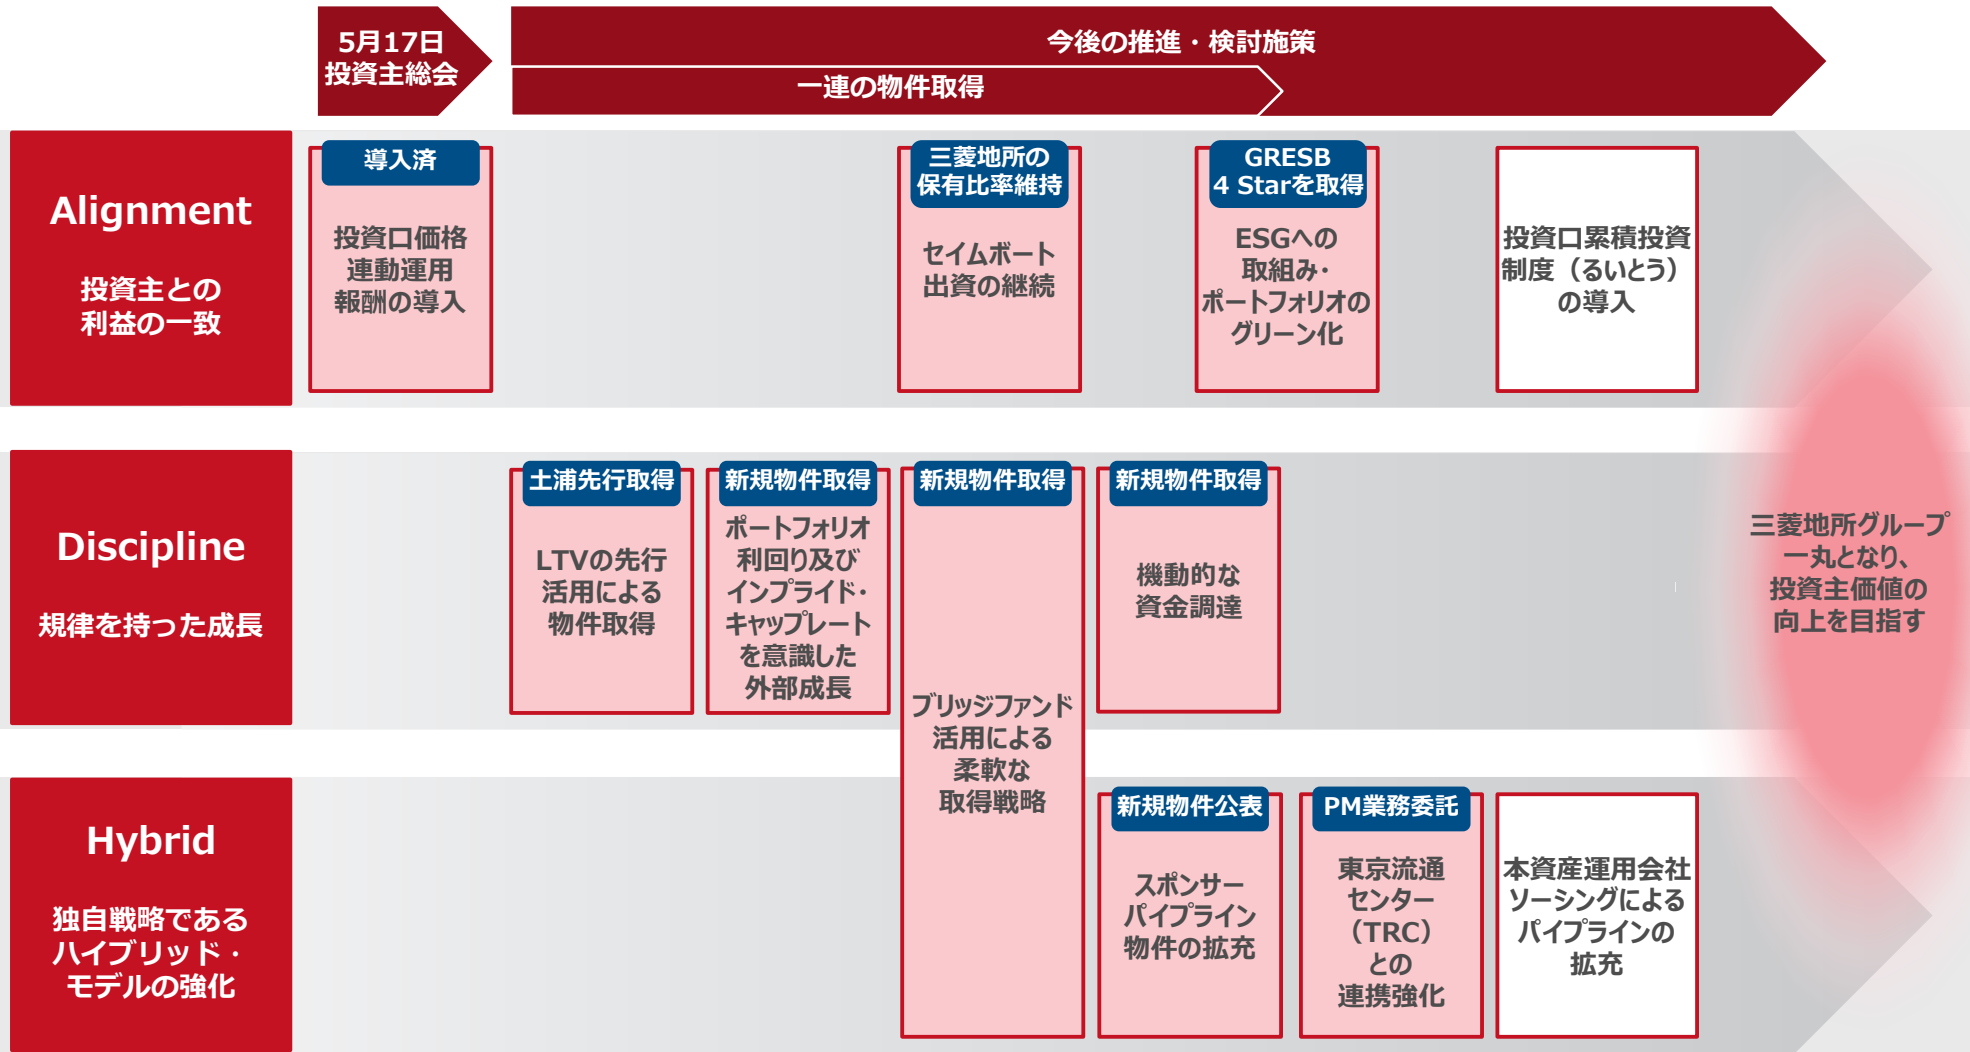 5月17日
投資主総会
今後の推進・検討施策
一連の物件取得
Alignment
投資主との
利益の一致
導入済
投資口価格
連動運用
報酬の導入
三菱地所の
保有比率維持
セイムボート
出資の継続
GRESB
4 Starを取得
ESGへの
取組み・
ポートフォリオの
グリーン化
投資口累積投資
制度（るいとう）
の導入
Discipline
規律を持った成長
土浦先行取得
LTVの先行
活用による
物件取得
新規物件取得
ポートフォリオ
利回り及び
インプライド・
キャップレート
を意識した
外部成長
新規物件取得
ブリッジファンド
活用による
柔軟な
取得戦略
新規物件取得
機動的な
資金調達
三菱地所グループ
一丸となり、
投資主価値の
向上を目指す
Hybrid
独自戦略である
ハイブリッド・
モデルの強化
新規物件公表
スポンサー
パイプライン
物件の拡充
PM業務委託
東京流通
センター
（TRC）
との
連携強化
本資産運用会社
ソーシングによる
パイプラインの
拡充